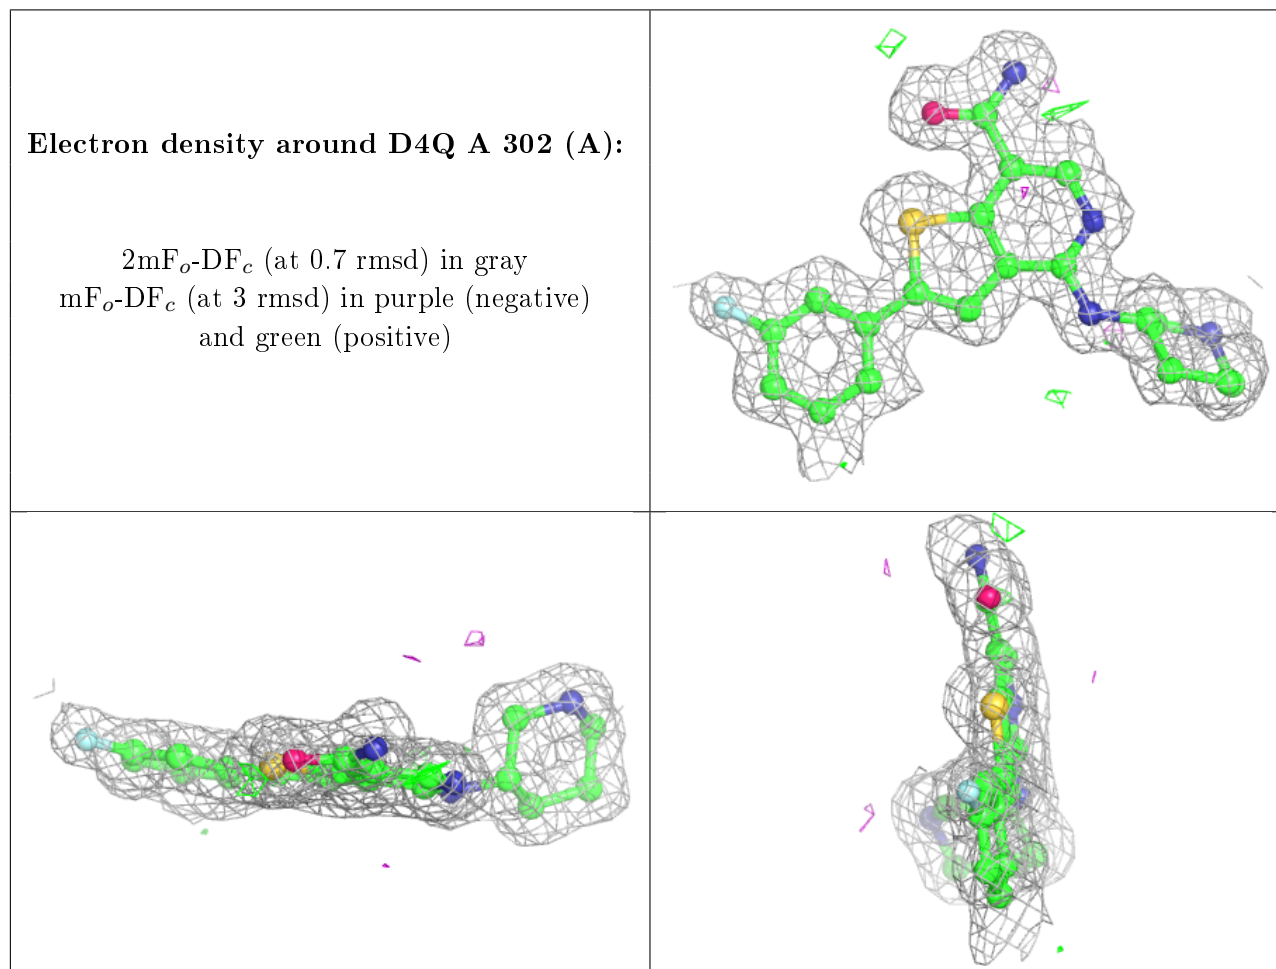 Electron density around D4Q A 302 (A):
2mFo-DFc (at 0.7 rmsd) in gray
mFo-DFc (at 3 rmsd) in purple (negative)
and green (positive)